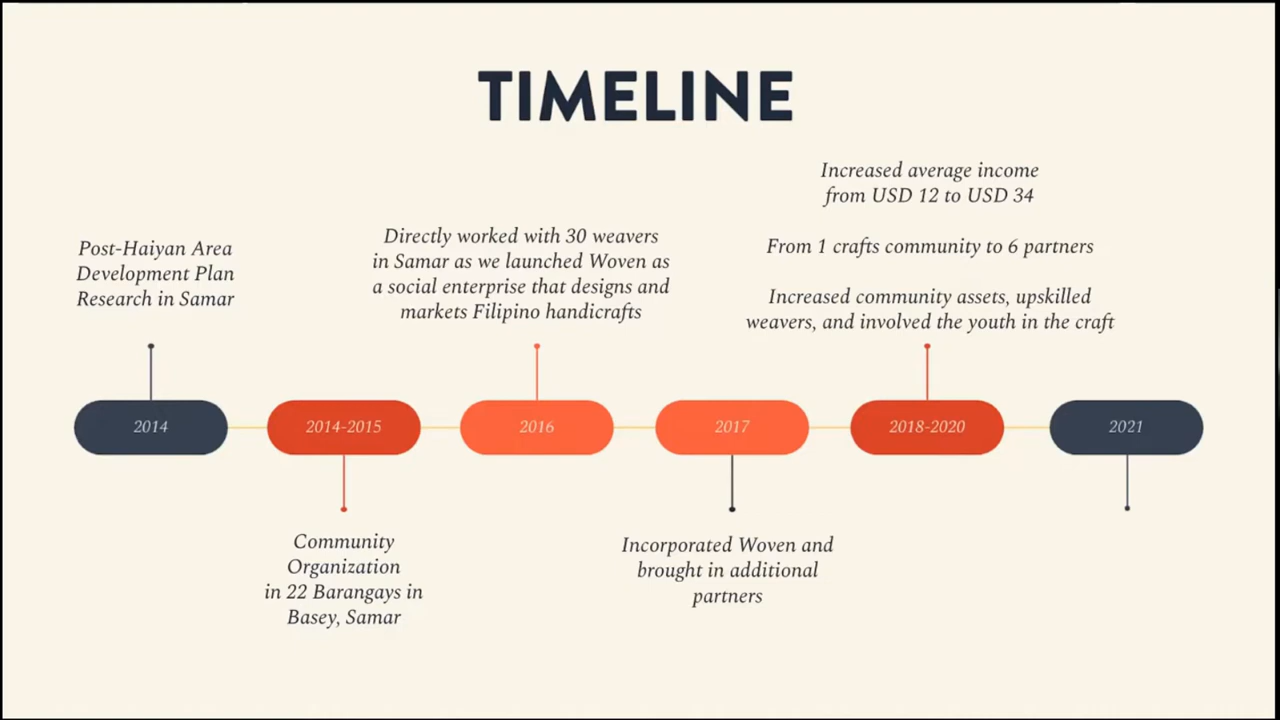 TIMELINE
Post-Haiyan Area
Development Plan
Research in Samar
Directly worked with 30 weavers
in Samar as we launched Woven as
a social enterprise that designs and
markets Filipino handicrafts
Increased average income
from USD 12 to USD 34
From 1 crafts community to 6 partners
Increased community assets, upskilled
weavers, and involved the youth in the craft
2014
2014-2015
2016
2017
2018-2020
2021
Community
Organization
in 22 Barangays in
Basey, Samar
Incorporated Woven and
brought in additional
partners